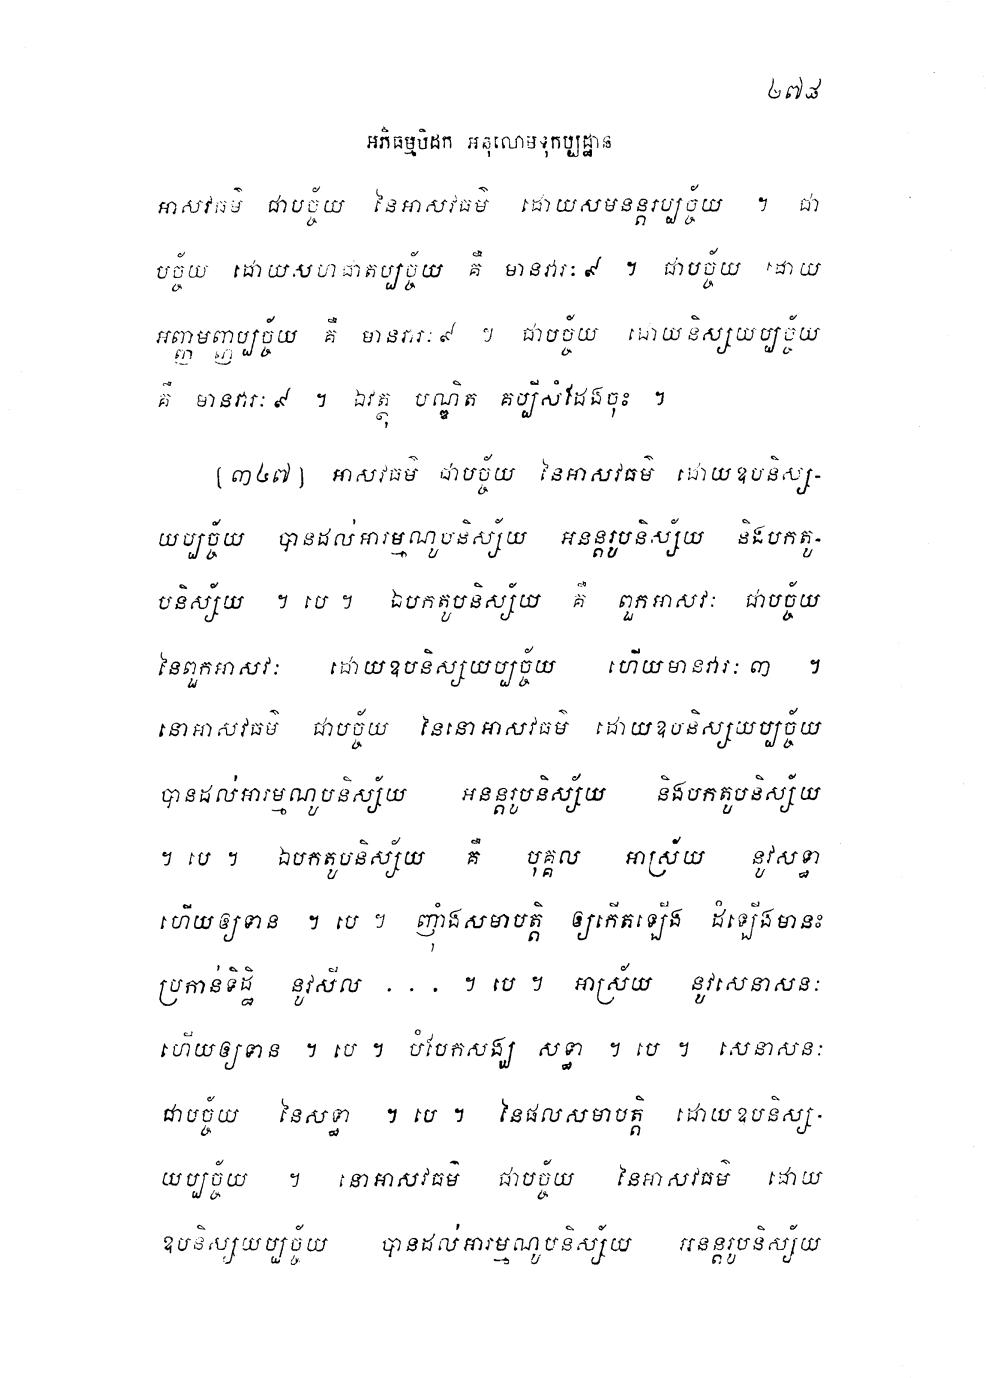 ២៧៨
អភិធម្មបិដក អនុលោមទុកប្បដ្ឋាន
អាសវធម៌ ជាបច្ច័យ នៃអាសវធម៌ ដោយសមនន្តរប្បច្ច័យ ។ ជា
បច្ច័យ ដោយសហជាតប្បច្ច័យ គឺ មានវារៈ ៩ ។ ជាបច្ច័យ ដោយ
អញ្ញមញ្ញប្បច្ច័យ គឺ មានវារៈ ៩ ។ ជាបច្ច័យ ដោយនិស្សយប្បច្ច័យ
គឺ មានវារៈ ៩ ។ ឯវត្ថុ បណ្ឌិត គប្បីសំដែងចុះ ។
[៣៤៧] អាសវធម៌ ជាបច្ច័យ នៃអាសវធម៌ ដោយឧបនិស្ស-
យប្បច្ច័យ បានដល់អារម្មណូបនិស្ស័យ អនន្តរូបនិស្ស័យ និងបកតូ-
បនិស្ស័យ ។ បេ ។ ឯបកតូបនិស្ស័យ គឺ ពួកអាសវៈ ជាបច្ច័យ
នៃពួកអាសវៈ ដោយឧបនិស្សយប្បច្ច័យ ហើយមានវារៈ ៣ ។
នោអាសវធម៌ ជាបច្ច័យ នៃនោអាសវធម៌ ដោយឧបនិស្សយប្បច្ច័យ
បានដល់អារម្មណូបនិស្ស័យ អនន្តរូបនិស្ស័យ និងបកតូបនិស្ស័យ
។ បេ ។ ឯបកតូបនិស្ស័យ គឺ បុគ្គល អាស្រ័យ នូវសទ្ធា
ហើយឲ្យទាន ។ បេ ។ ញ៉ាំងសមាបត្តិ ឲ្យកើតឡើង ដំឡើងមានះ
ប្រកាន់ទិដ្ឋិ នូវសីល ... ។ បេ ។ អាស្រ័យ នូវសេនាសនៈ
ហើយឲ្យទាន ។ បេ ។ បំបែកសង្ឃ សទ្ធា ។ បេ ។ សេនាសនៈ
ជាបច្ច័យ នៃសទ្ធា ។ បេ ។ នៃផលសមាបត្តិ ដោយឧបនិស្ស-
យប្បច្ច័យ ។ នោអាសវធម៌ ជាបច្ច័យ នៃអាសវធម៌ ដោយ
ឧបនិស្សយប្បច្ច័យ បានដល់អារម្មណូបនិស្ស័យ អនន្តរូបនិស្ស័យ